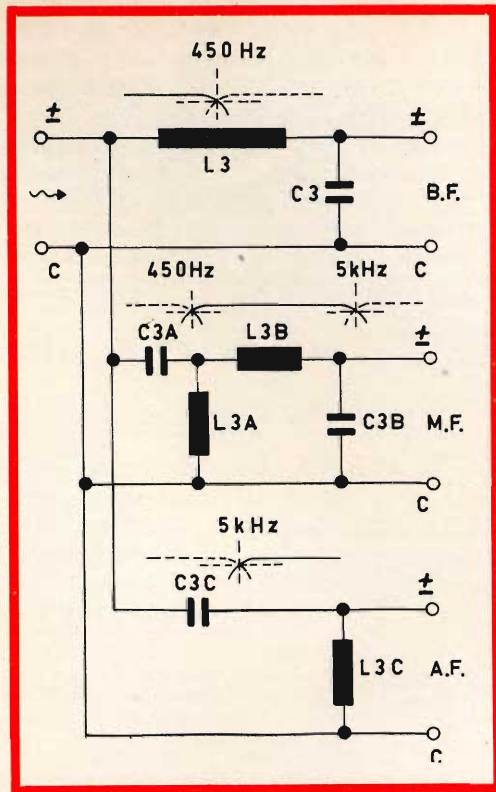 450 Hz
±
L3
±
C3
B.F.
C
C
450Hz
5kHz
C3A
L3B
±
L3A
C3B
M.F.
C
5kHz
C3C
±
L3C
A.F.
C